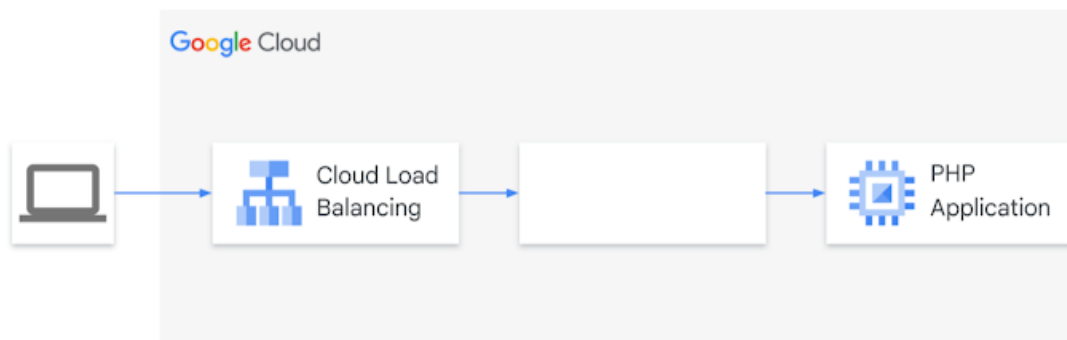 Google Cloud
Cloud Load
Balancing
PHP
Application